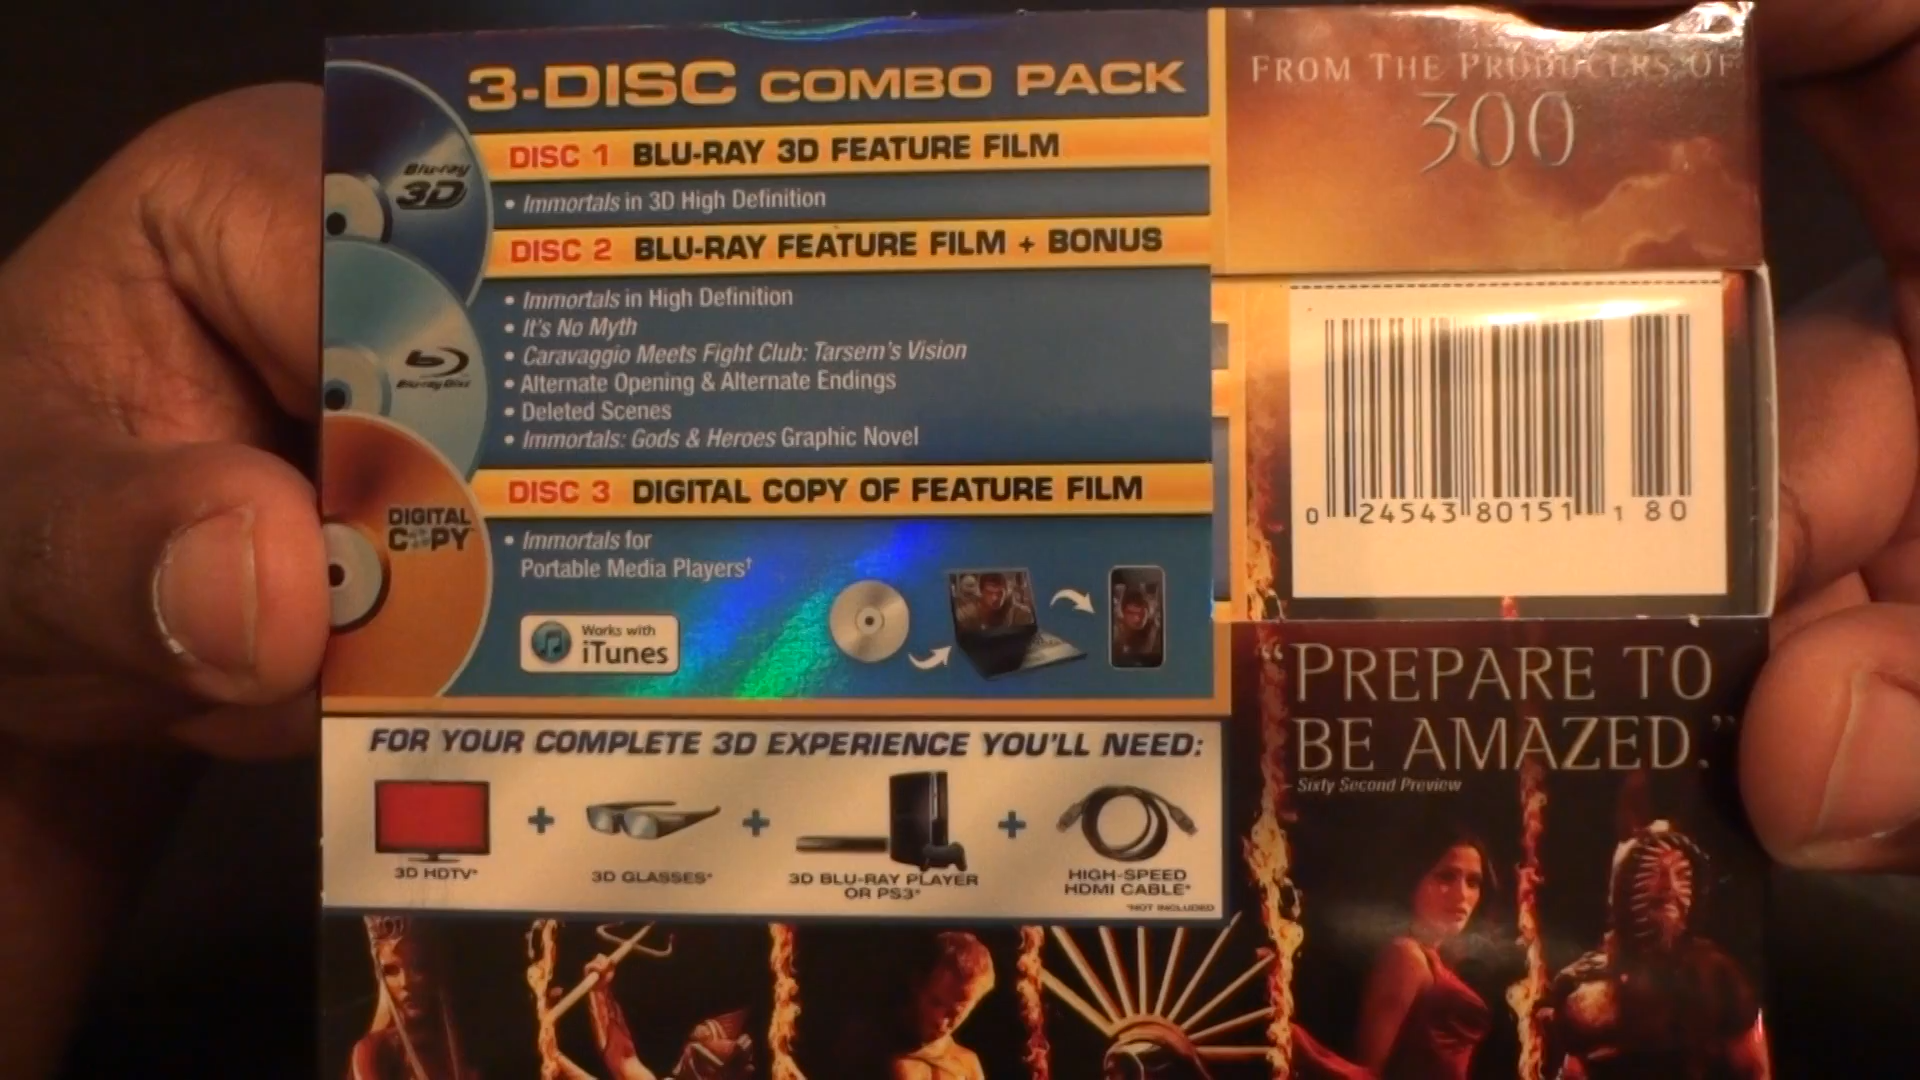 3-DISC COMBO PACK
DISC 1 BLU-RAY 3D FEATURE FILM
• Immortals in 3D High Definition
DISC 2 BLU-RAY FEATURE FILM + BONUS
• Immortals in High Definition
• It's No Myth
• Caravaggio Meets Fight Club: Tarsem's Vision
• Alternate Opening & Alternate Endings
• Deleted Scenes
• Immortals: Gods & Heroes Graphic Novel
DISC 3 DIGITAL COPY OF FEATURE FILM
• Immortals for
Portable Media Players†
Works with
iTunes
Blu-ray
3D
Blu-ray Disc
DIGITAL
COPY
FOR YOUR COMPLETE 3D EXPERIENCE YOU'LL NEED:
+ + +
3D HDTV*
3D GLASSES*
3D BLU-RAY PLAYER
OR PS3*
HIGH-SPEED
HDMI CABLE*
*NOT INCLUDED
FROM THE PRODUCERS OF
300
0 24543 80151 1 80
"PREPARE TO
BE AMAZED."
Sixty Second Preview